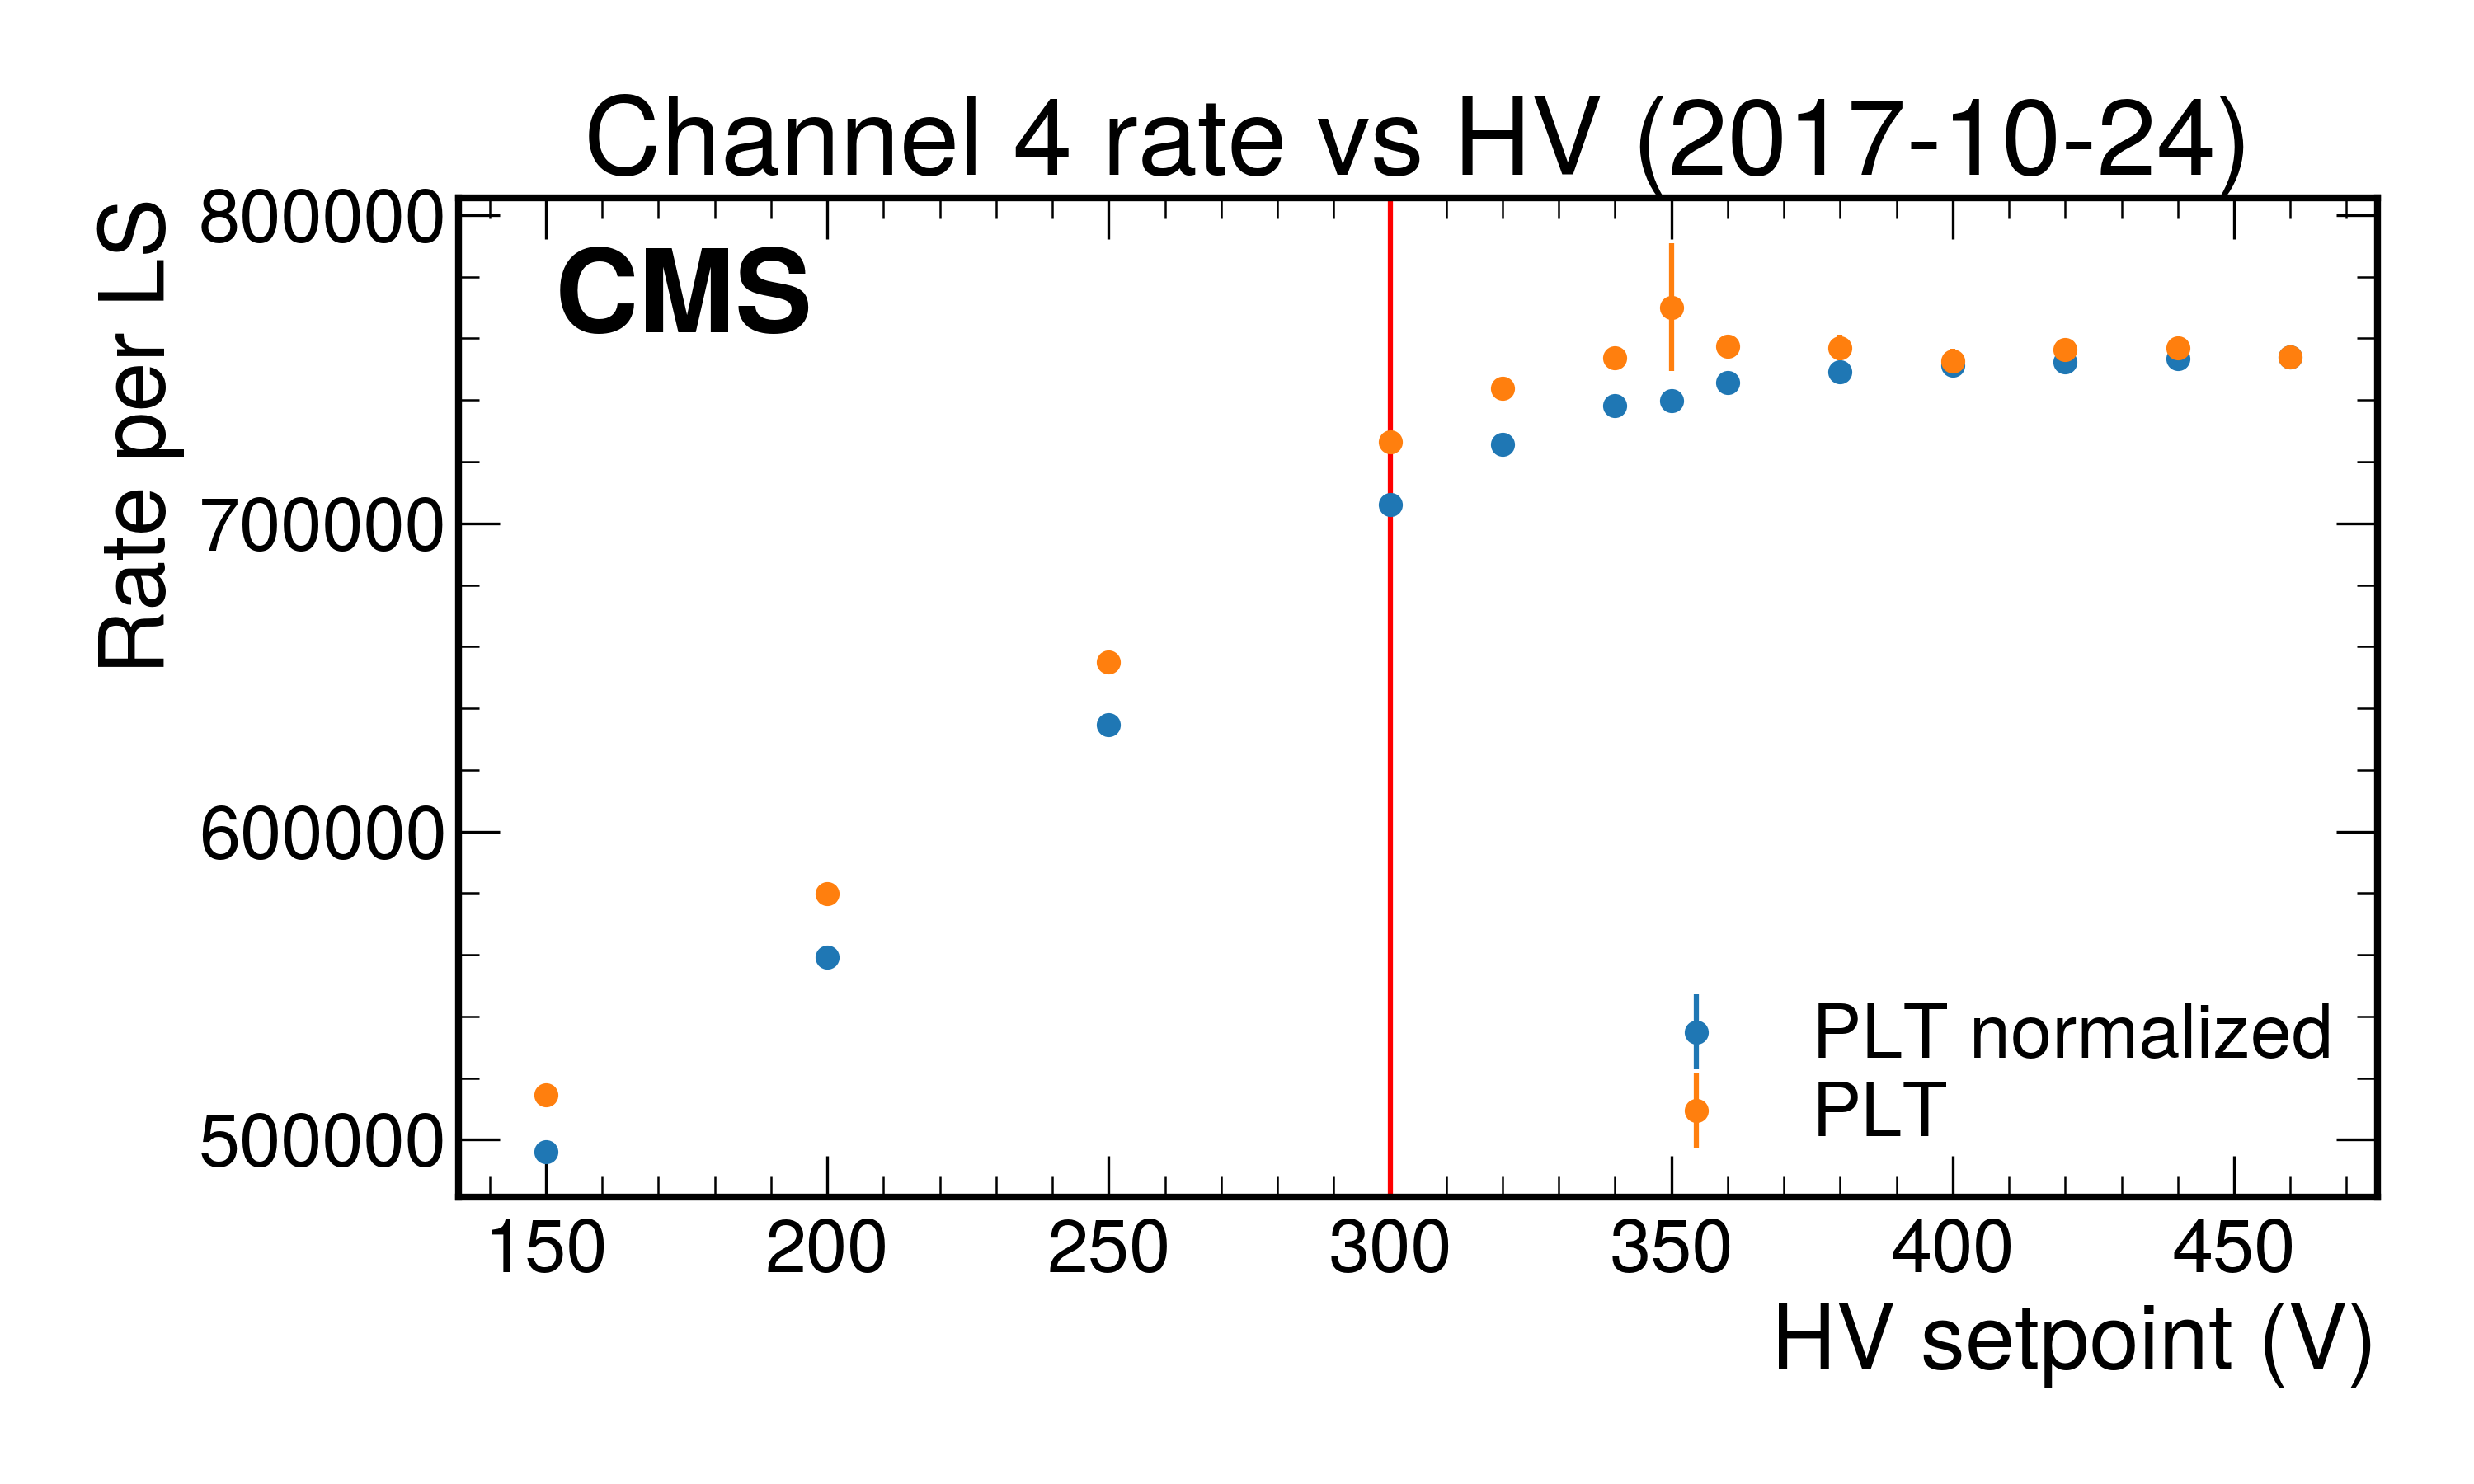 Channel 4 rate vs HV (2017-10-24)
CMS
Rate per LS
800000
700000
600000
500000
PLT normalized
PLT
150 200 250 300 350 400 450
HV setpoint (V)